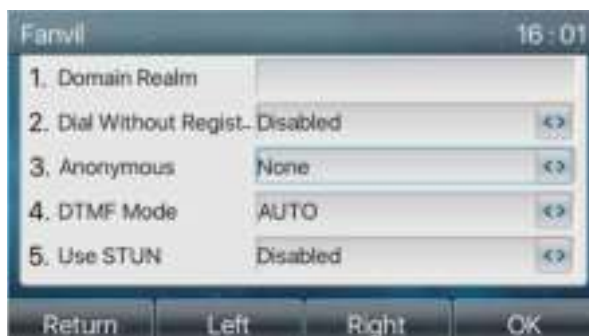 Fanvil 16:01
1. Domain Realm
2. Dial Without Regist.. Disabled
3. Anonymous None
4. DTMF Mode AUTO
5. Use STUN Disabled
Return Left Right OK